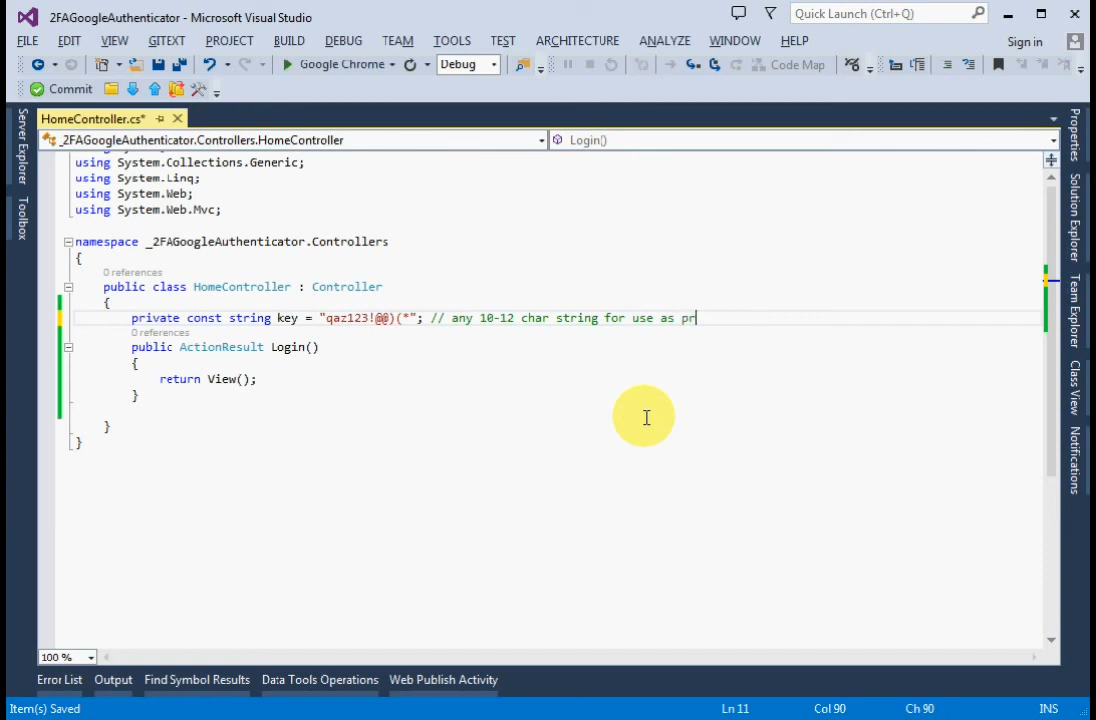 2FAGoogleAuthenticator - Microsoft Visual Studio
Quick Launch (Ctrl+Q)
FILE EDIT VIEW GITEXT PROJECT BUILD DEBUG TEAM TOOLS TEST ARCHITECTURE ANALYZE WINDOW HELP Sign in
Google Chrome Debug Code Map
Commit
HomeController.cs*
_2FAGoogleAuthenticator.Controllers.HomeController Login()
using System.Collections.Generic;
using System.Linq;
using System.Web;
using System.Web.Mvc;
namespace _2FAGoogleAuthenticator.Controllers
{
0 references
public class HomeController : Controller
{
private const string key = "qaz123!@@)(*"; // any 10-12 char string for use as pr
0 references
public ActionResult Login()
{
return View();
}
}
}
Server Explorer
Toolbox
Properties
Solution Explorer
Team Explorer
Class View
Notifications
100 %
Error List Output Find Symbol Results Data Tools Operations Web Publish Activity
Item(s) Saved Ln 11 Col 90 Ch 90 INS